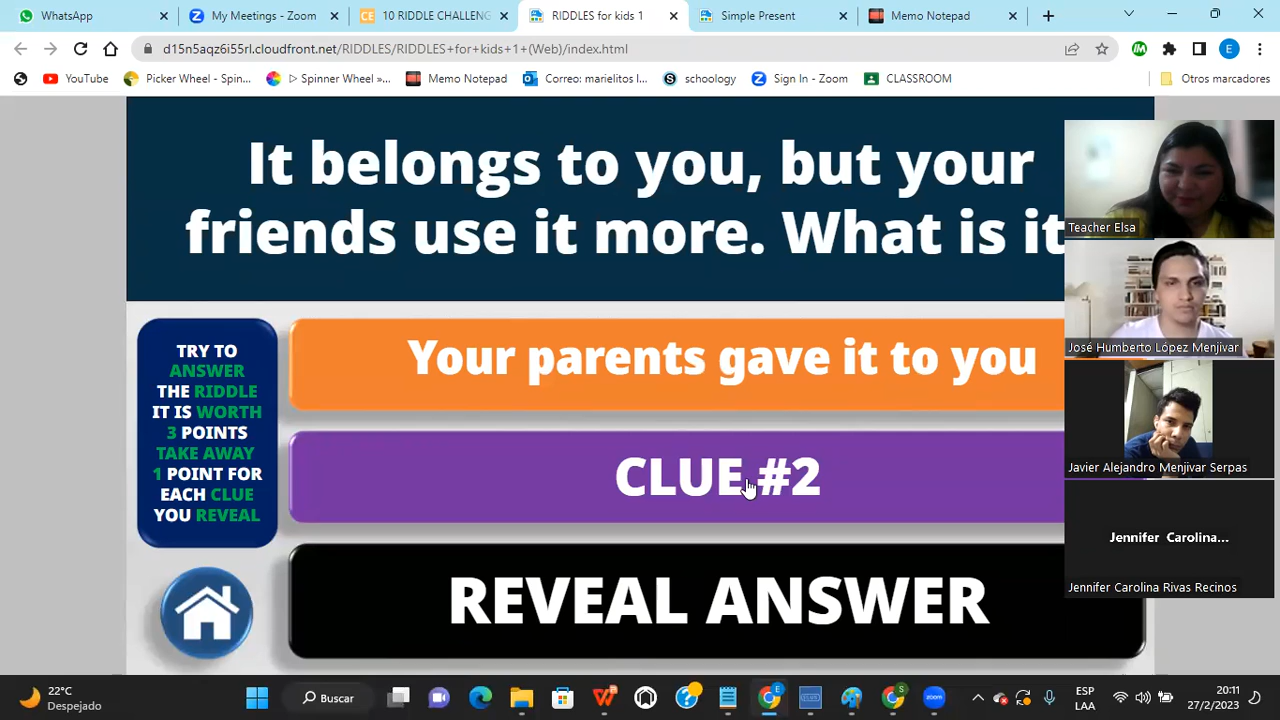 WhatsApp
My Meetings - Zoom
10 RIDDLE CHALLENG
RIDDLES for kids 1
Simple Present
Memo Notepad
d15n5aqz6i55rl.cloudfront.net/RIDDLES/RIDDLES+for+kids+1+(Web)/index.html
E
YouTube
Picker Wheel - Spin...
▷ Spinner Wheel »...
Memo Notepad
Correo: marielitos l...
schoology
Sign In - Zoom
CLASSROOM
Otros marcadores
It belongs to you, but your
friends use it more. What is it
TRY TO
ANSWER
THE RIDDLE
IT IS WORTH
3 POINTS
TAKE AWAY
1 POINT FOR
EACH CLUE
YOU REVEAL
Your parents gave it to you
CLUE #2
REVEAL ANSWER
Teacher Elsa
José Humberto López Menjivar
Javier Alejandro Menjivar Serpas
Jennifer Carolina...
Jennifer Carolina Rivas Recinos
22°C
Despejado
Buscar
ESP
LAA
20:11
27/2/2023